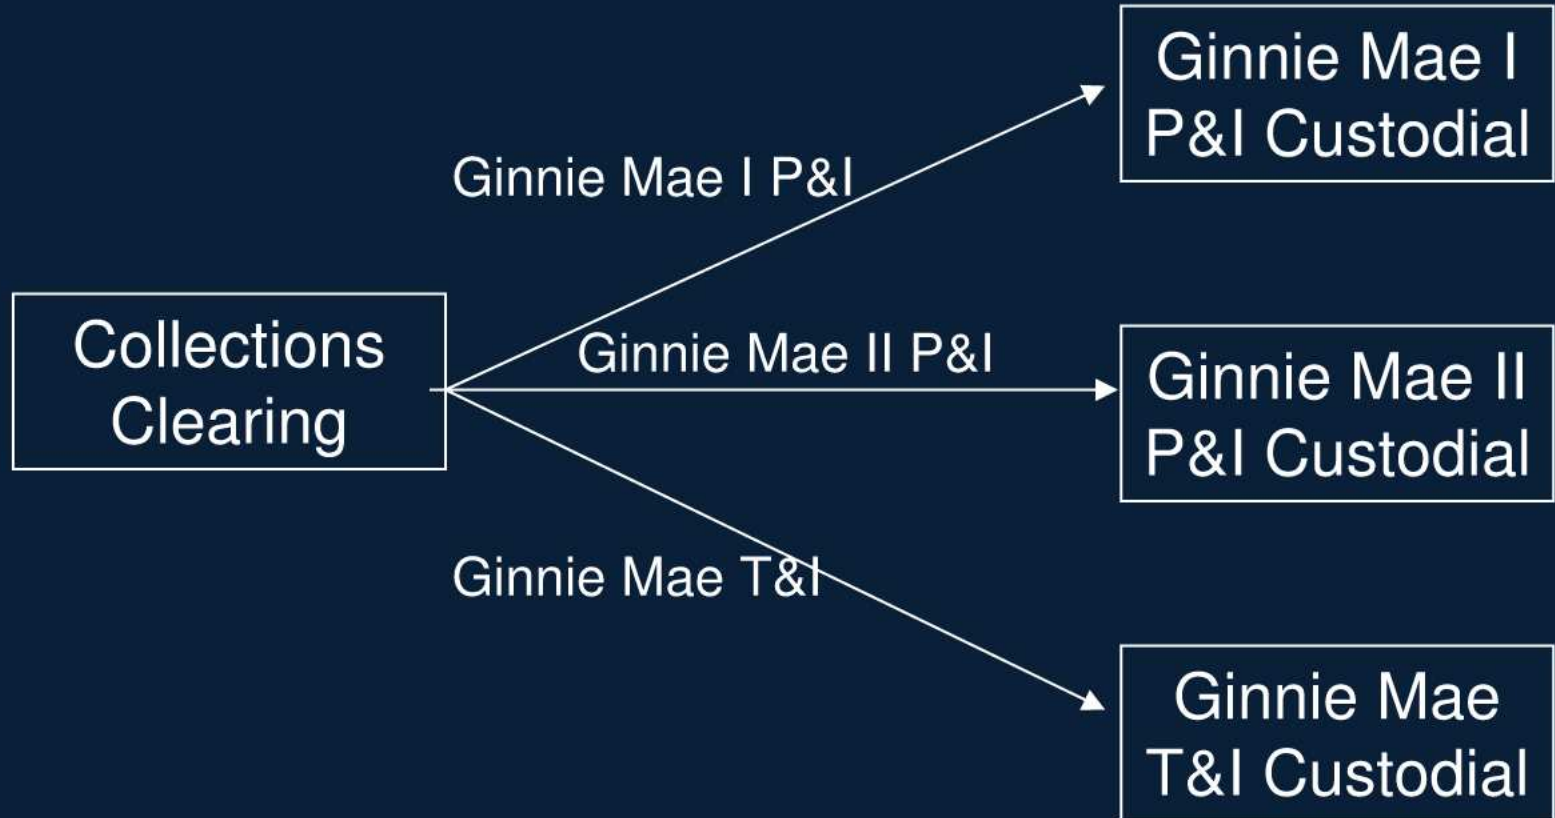 Ginnie Mae I
P&I Custodial
Ginnie Mae I P&I
Collections
Clearing
Ginnie Mae II P&I
Ginnie Mae II
P&I Custodial
Ginnie Mae T&I
Ginnie Mae
T&I Custodial